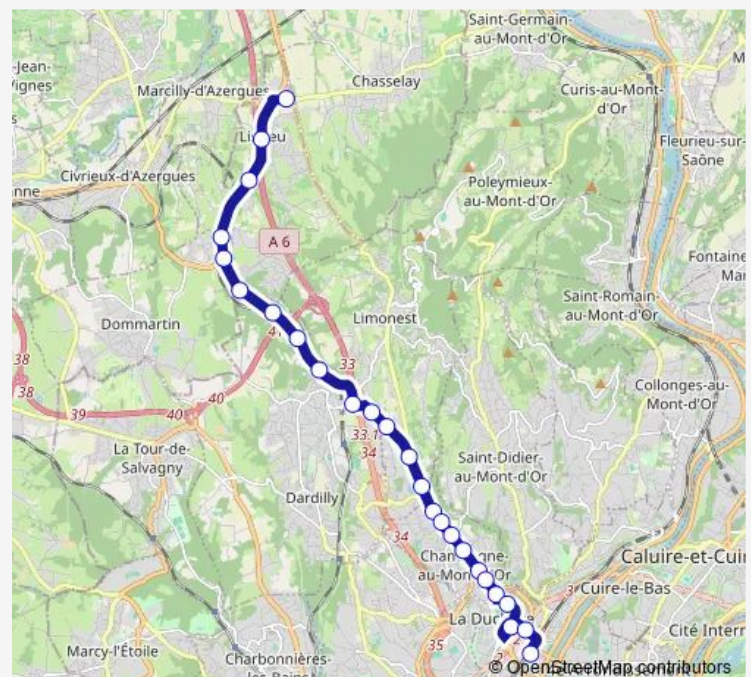 Saint-Germain-
au-Mont-d'Or
-Jean-
Marcilly-d'Azergues
Chasselay
Curis-au-Mont-
d'Or
Civrieux-d'Azergues
Fleurieu-sur-
Saône
Poleymieux-
au-Mont-d'Or
A 6
Fontaine
Dommartin
Limonest
Saint-Romain-
au-Mont-d'Or
38
38
33
39
40
40
Collonges-au-
Mont-d'Or
33.1
34
La Tour-de-
Salvagny
Saint-Didier-
au-Mont-d'Or
Dardilly
34
au-Mont
Caluire-et-Cui
Cuire-le-Bas
La Duc
Cité Intern
35
Marcy-l'Étoile
Charbonnières-
les-Bains
© OpenStreetMap contributors